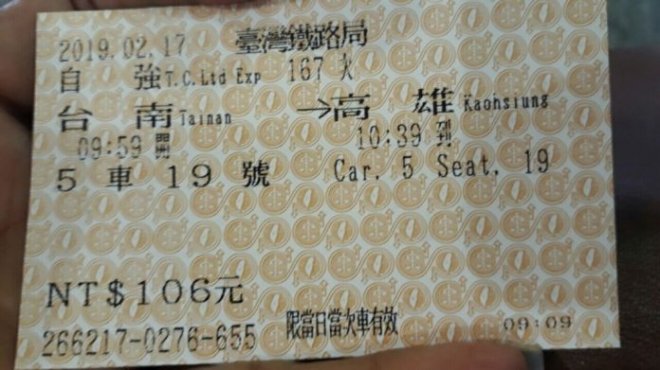 2019.02.17 臺灣鐵路局
自 強 T.C.Ltd Exp 167 次
台 南 Tainan →高 雄 Kaohsiung
09:59 開 10:39 到
5 車 19 號 Car. 5 Seat. 19
NT$106元
266217-0276-655 限當日當次車有效 09:09